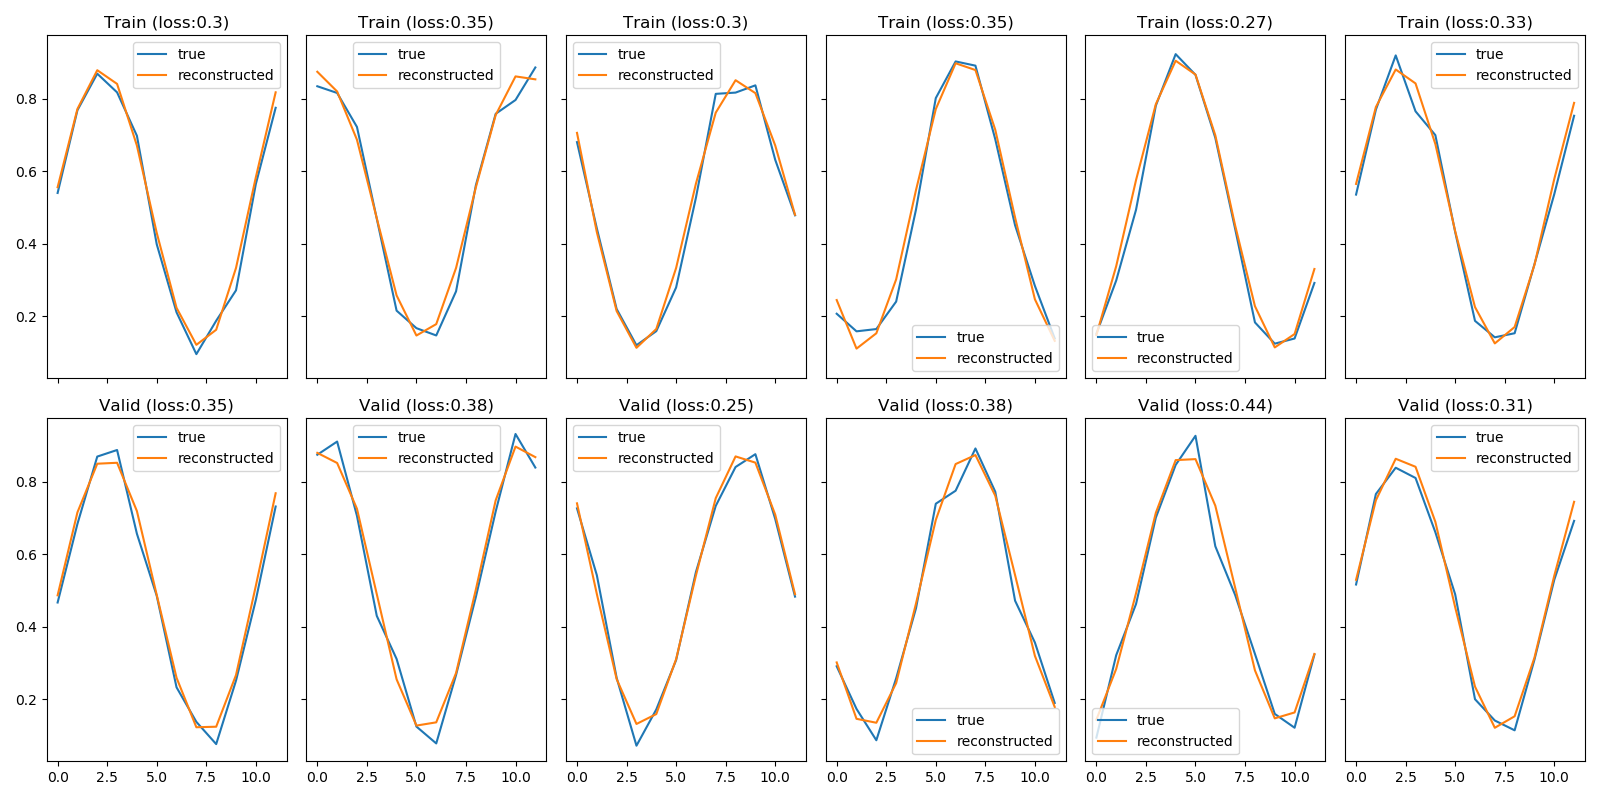 Train (loss:0.3)
Train (loss:0.35)
Train (loss:0.3)
Train (loss:0.35)
Train (loss:0.27)
Train (loss:0.33)
true
reconstructed
true
reconstructed
true
reconstructed
true
reconstructed
true
reconstructed
true
reconstructed
0.8
0.6
0.4
0.2
Valid (loss:0.35)
Valid (loss:0.38)
Valid (loss:0.25)
Valid (loss:0.38)
Valid (loss:0.44)
Valid (loss:0.31)
true
reconstructed
true
reconstructed
true
reconstructed
true
reconstructed
true
reconstructed
true
reconstructed
0.8
0.6
0.4
0.2
0.0 2.5 5.0 7.5 10.0
0.0 2.5 5.0 7.5 10.0
0.0 2.5 5.0 7.5 10.0
0.0 2.5 5.0 7.5 10.0
0.0 2.5 5.0 7.5 10.0
0.0 2.5 5.0 7.5 10.0